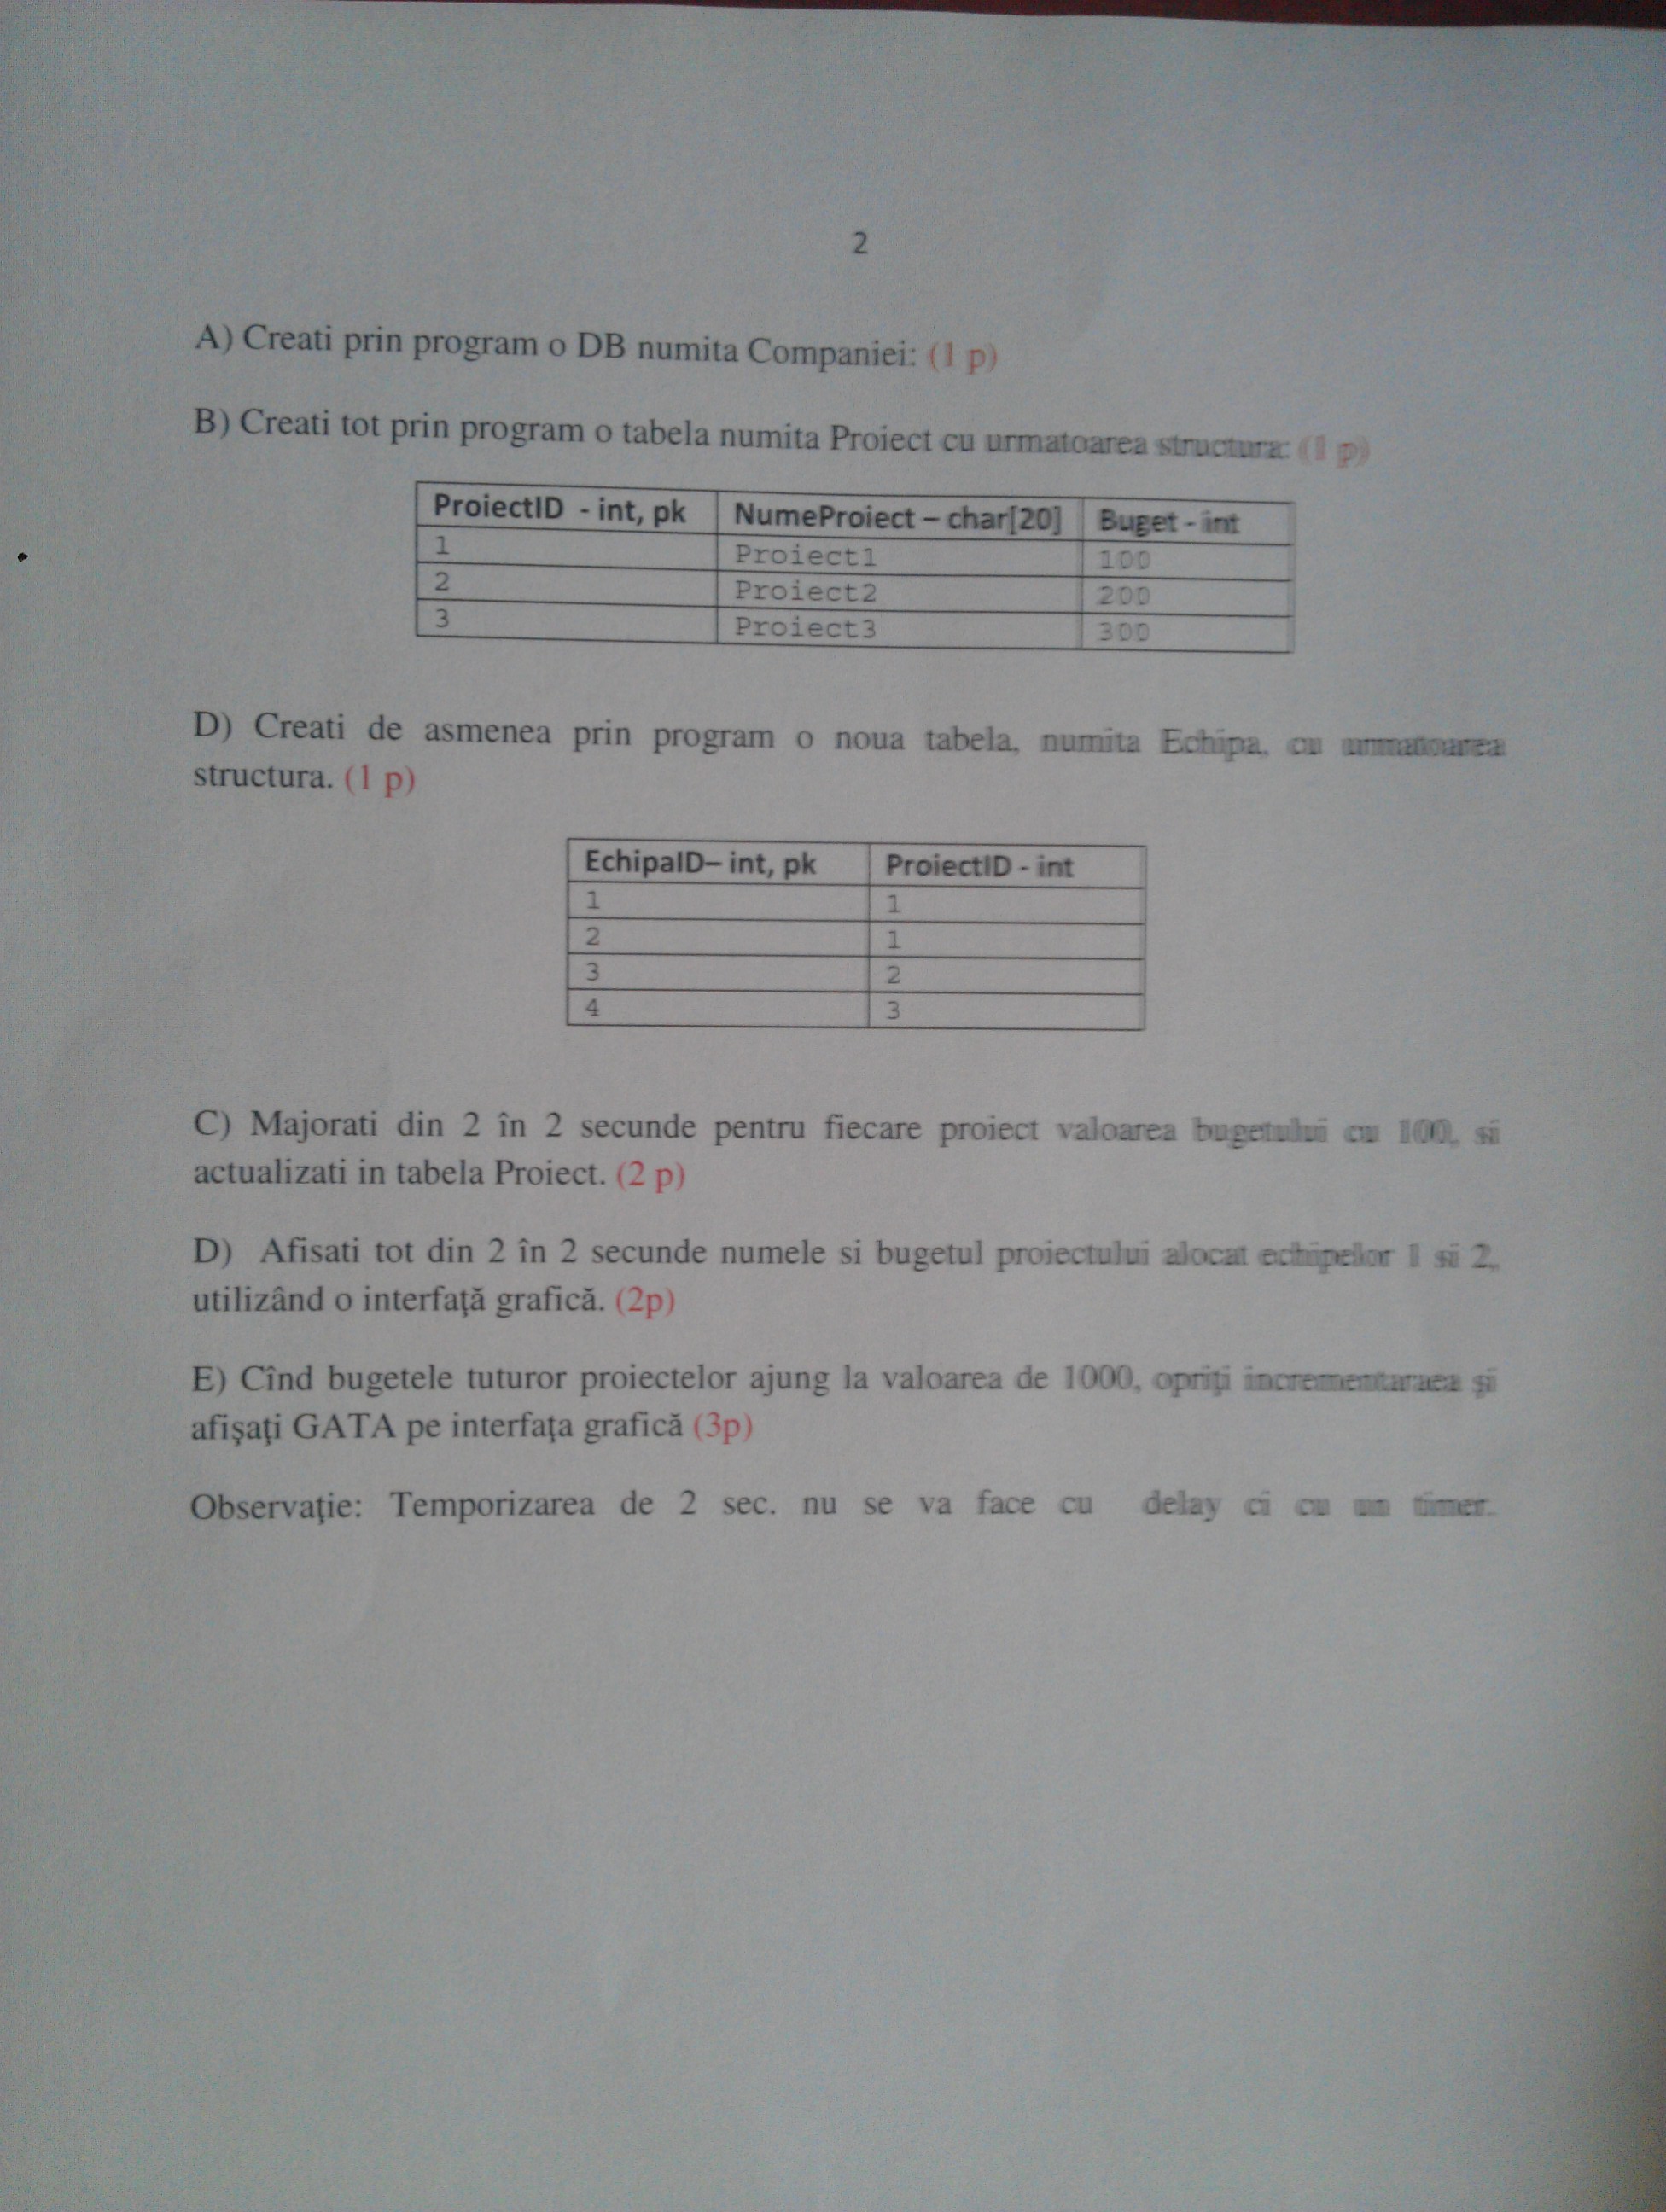 2
A) Creati prin program o DB numita Companiei: (1 p)
B) Creati tot prin program o tabela numita Proiect cu urmatoarea structura: (1 p)
ProiectID - int, pk NumeProiect – char[20] Buget - int
1 Proiect1 100
2 Proiect2 200
3 Proiect3 300
D) Creati de asmenea prin program o noua tabela, numita Echipa, cu urmatoarea
structura. (1 p)
EchipaID– int, pk ProiectID - int
1 1
2 1
3 2
4 3
C) Majorati din 2 în 2 secunde pentru fiecare proiect valoarea bugetului cu 100, si
actualizati in tabela Proiect. (2 p)
D) Afisati tot din 2 în 2 secunde numele si bugetul proiectului alocat echipelor 1 si 2,
utilizând o interfaţă grafică. (2p)
E) Cînd bugetele tuturor proiectelor ajung la valoarea de 1000, opriţi incrementaraea şi
afişaţi GATA pe interfaţa grafică (3p)
Observaţie: Temporizarea de 2 sec. nu se va face cu delay ci cu un timer.